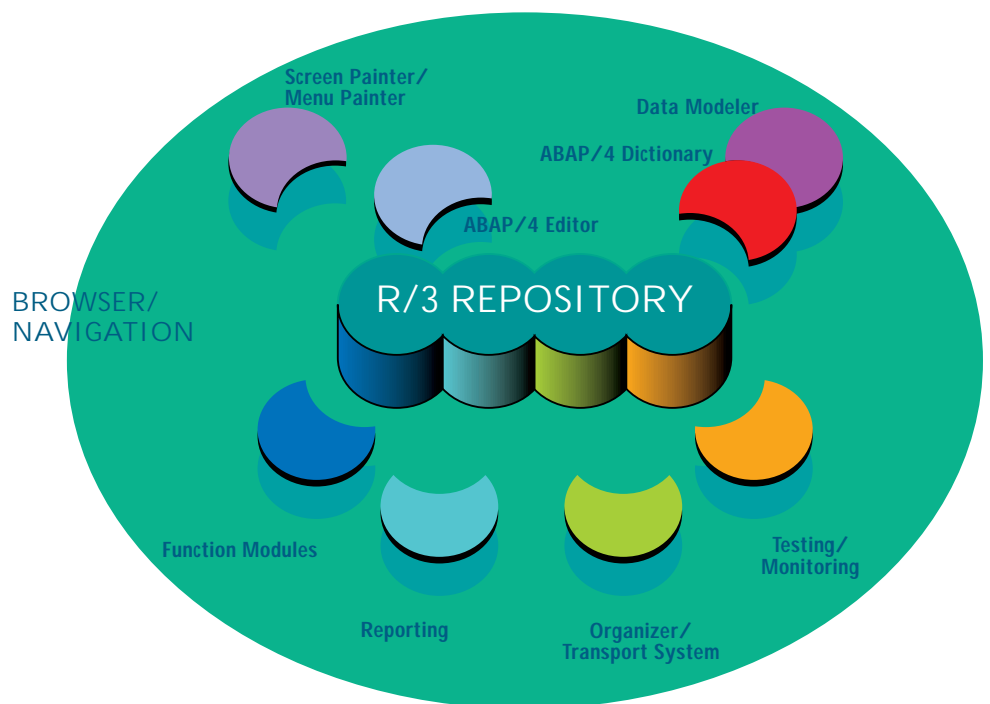 Screen Painter/
Menu Painter
Data Modeler
ABAP/4 Dictionary
ABAP/4 Editor
R/3 REPOSITORY
BROWSER/
NAVIGATION
Function Modules
Testing/
Monitoring
Reporting
Organizer/
Transport System